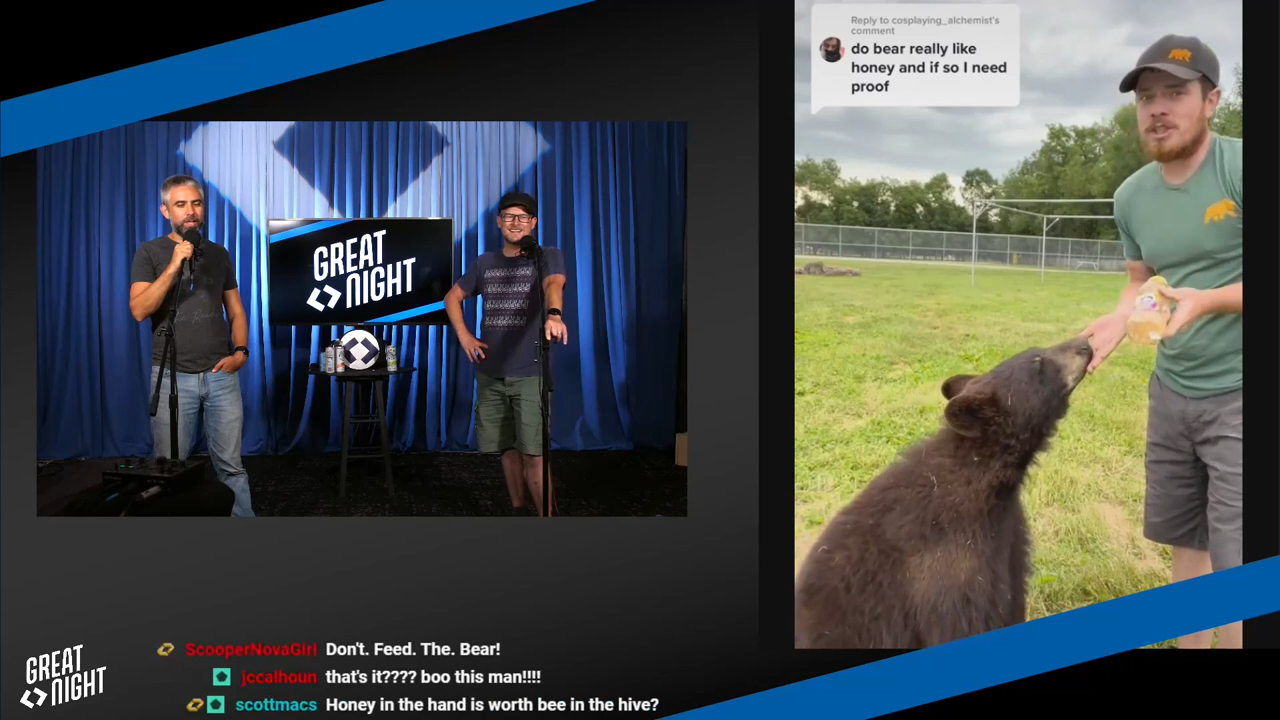 Reply to cosplaying_alchemist's
comment
do bear really like
honey and if so I need
proof
GREAT
NIGHT
GREAT
NIGHT
ScooperNovaGirl Don't. Feed. The. Bear!
jccalhoun that's it???? boo this man!!!!
scottmacs Honey in the hand is worth bee in the hive?